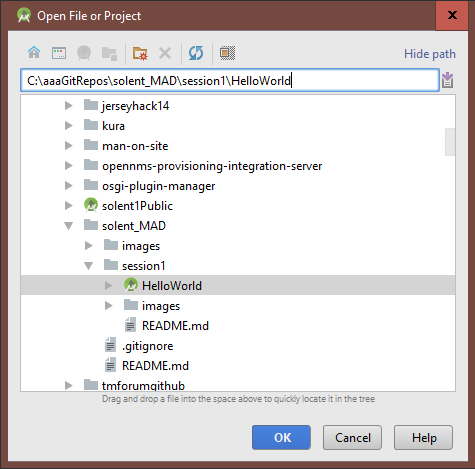 Open File or Project
Hide path
C:\aaaGitRepos\solent_MAD\session1\HelloWorld
jerseyhack14
kura
man-on-site
opennms-provisioning-integration-server
osgi-plugin-manager
solent1Public
solent_MAD
images
session1
HelloWorld
images
README.md
.gitignore
README.md
tmforumgithub
Drag and drop a file into the space above to quickly locate it in the tree
OK Cancel Help